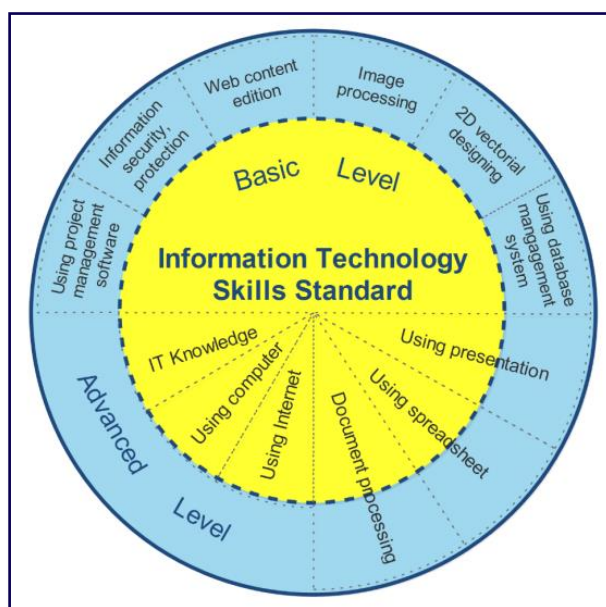 Using project
management
software
Information
security,
protection
Web content
edition
Image
processing
2D vectorial
designing
Using database
mangagement
system
Basic Level
Information Technology
Skills Standard
IT Knowledge
Using computer
Using Internet
Document processing
Using spreadsheet
Using presentation
Advanced Level